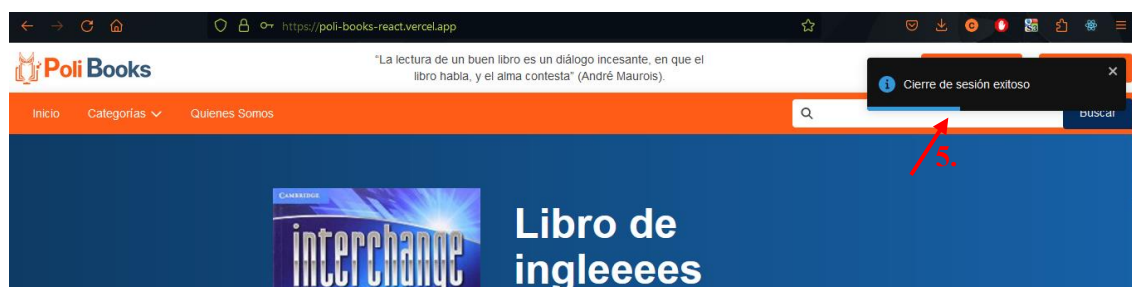 https://poli-books-react.vercel.app
Poli Books
“La lectura de un buen libro es un diálogo incesante, en que el
libro habla, y el alma contesta” (André Maurois).
Cierre de sesión exitoso
Inicio
Categorías
Quienes Somos
Buscar
5.
CAMBRIDGE
interchange
Libro de
ingleeees